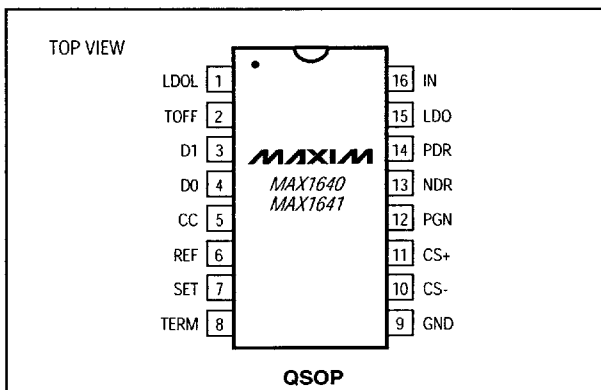 TOP VIEW
LDOL 1
TOFF 2
D1 3
D0 4
CC 5
REF 6
SET 7
TERM 8
MAXIM
MAX1640
MAX1641
16 IN
15 LDO
14 PDR
13 NDR
12 PGN
11 CS+
10 CS-
9 GND
QSOP